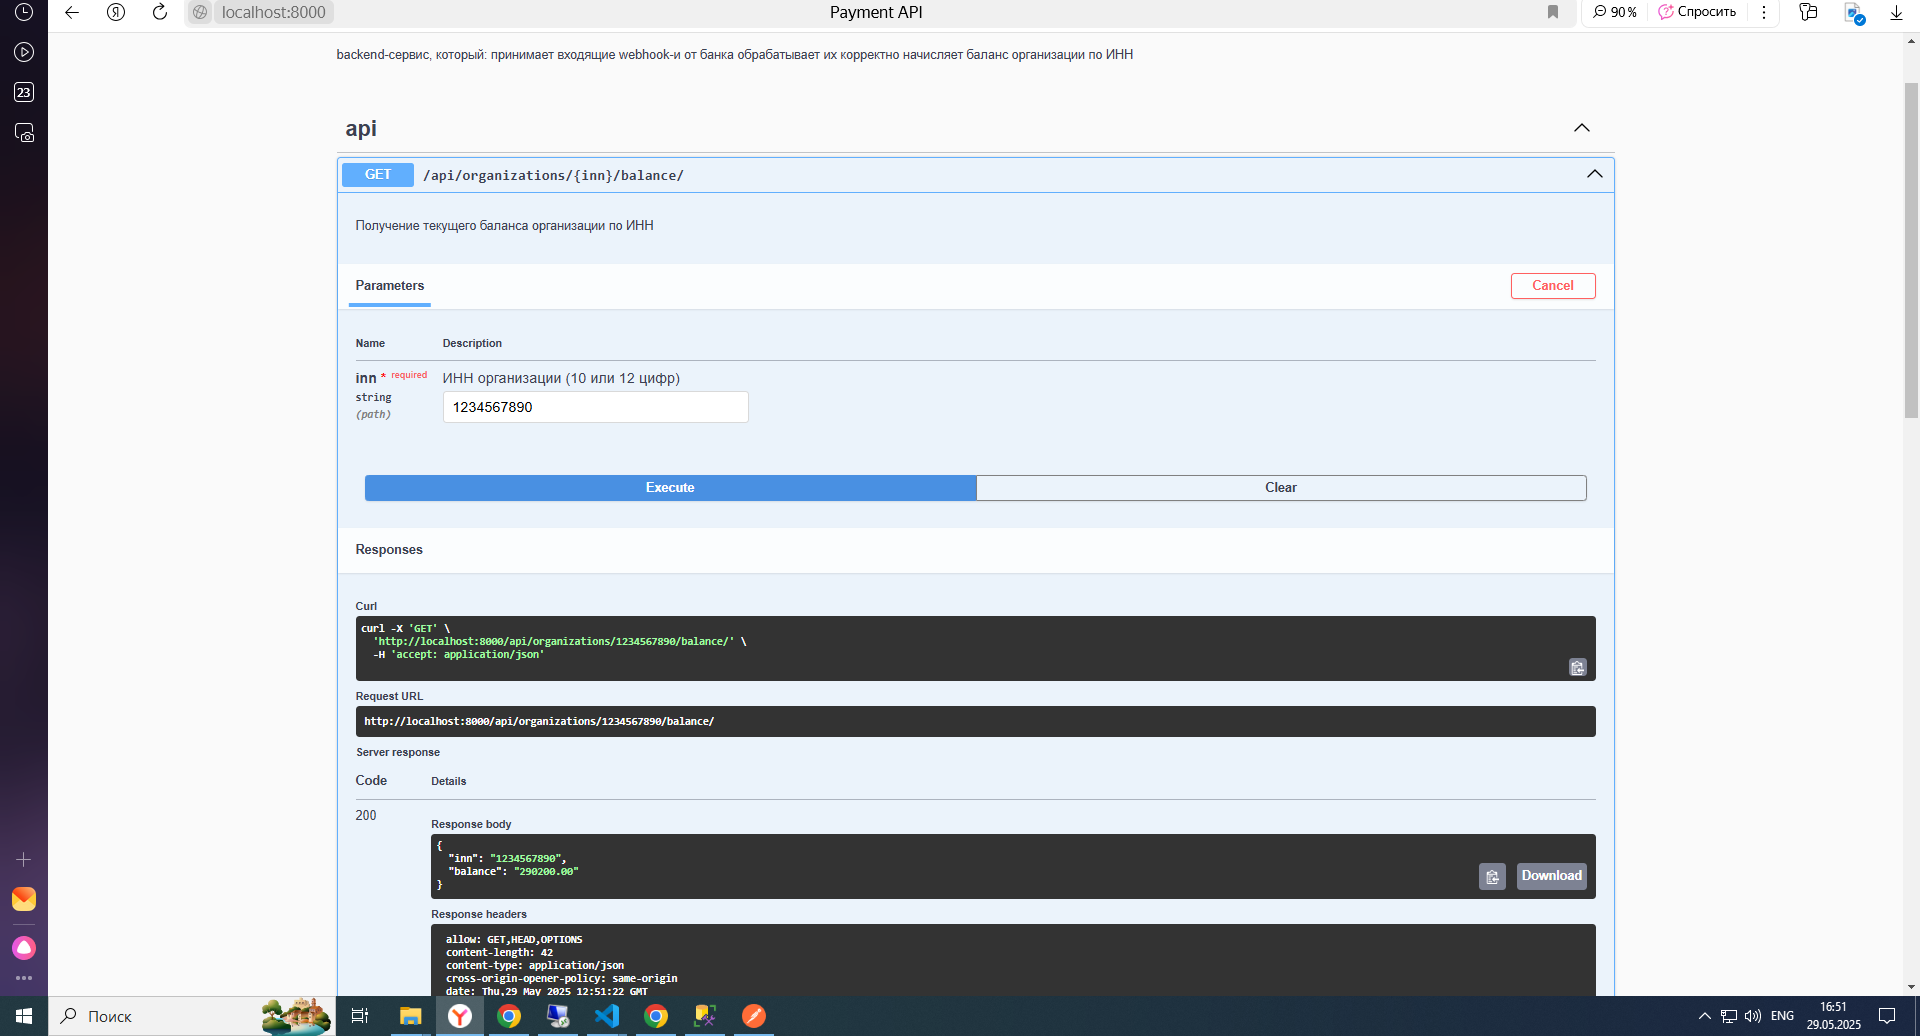 localhost:8000
Payment API
90%
Спросить
23
backend-сервис, который: принимает входящие webhook-и от банка обрабатывает их корректно начисляет баланс организации по ИНН
api
GET /api/organizations/{inn}/balance/
Получение текущего баланса организации по ИНН
Parameters
Cancel
Name Description
inn * required
string
(path)
ИНН организации (10 или 12 цифр)
1234567890
Execute
Clear
Responses
Curl
curl -X 'GET' \
'http://localhost:8000/api/organizations/1234567890/balance/' \
-H 'accept: application/json'
Request URL
http://localhost:8000/api/organizations/1234567890/balance/
Server response
Code Details
200
Response body
{
"inn": "1234567890",
"balance": "290200.00"
}
Download
Response headers
allow: GET,HEAD,OPTIONS
content-length: 42
content-type: application/json
cross-origin-opener-policy: same-origin
date: Thu,29 May 2025 12:51:22 GMT
Поиск
ENG
16:51
29.05.2025